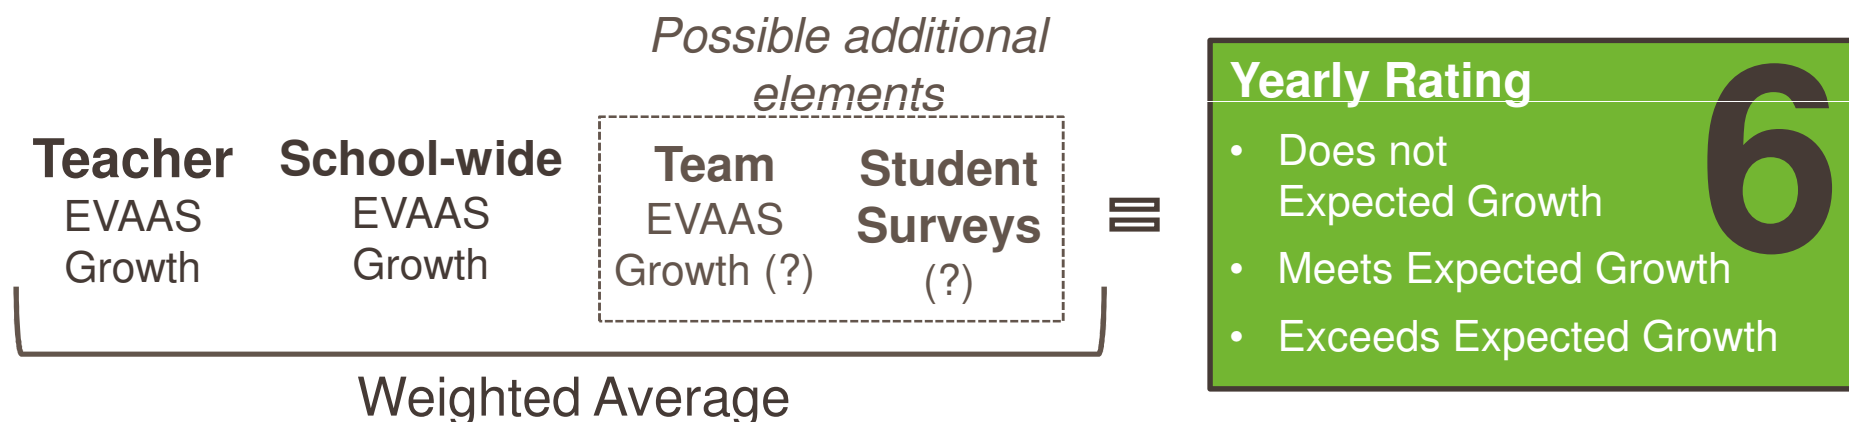 Possible additional
elements
Teacher
EVAAS
Growth
School-wide
EVAAS
Growth
Team
EVAAS
Growth (?)
Student
Surveys
(?)
Weighted Average
Yearly Rating
6
• Does not
Expected Growth
• Meets Expected Growth
• Exceeds Expected Growth